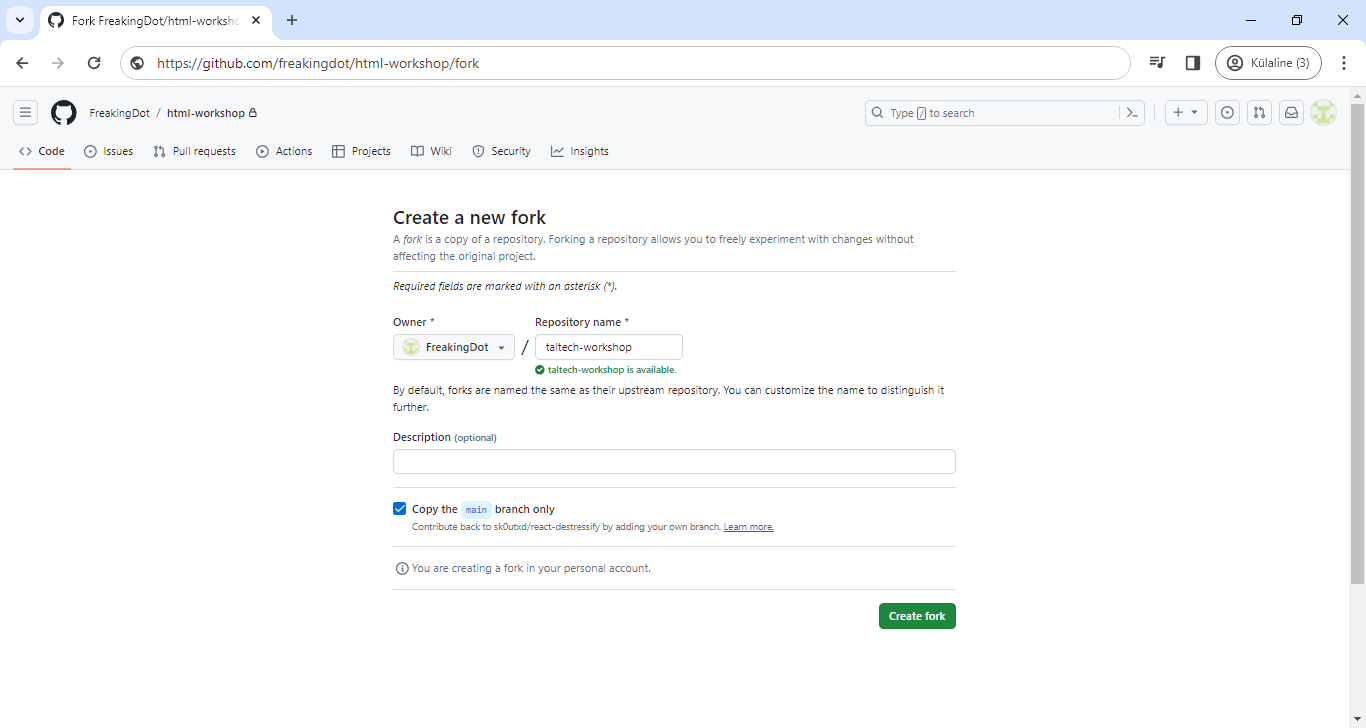 Fork FreakingDot/html-worksho
https://github.com/freakingdot/html-workshop/fork
Külaline (3)
FreakingDot / html-workshop
Type / to search
Code
Issues
Pull requests
Actions
Projects
Wiki
Security
Insights
Create a new fork
A fork is a copy of a repository. Forking a repository allows you to freely experiment with changes without
affecting the original project.
Required fields are marked with an asterisk (*).
Owner * Repository name *
FreakingDot / taltech-workshop
taltech-workshop is available.
By default, forks are named the same as their upstream repository. You can customize the name to distinguish it
further.
Description (optional)
Copy the main branch only
Contribute back to sk0utxd/react-destressify by adding your own branch. Learn more.
You are creating a fork in your personal account.
Create fork